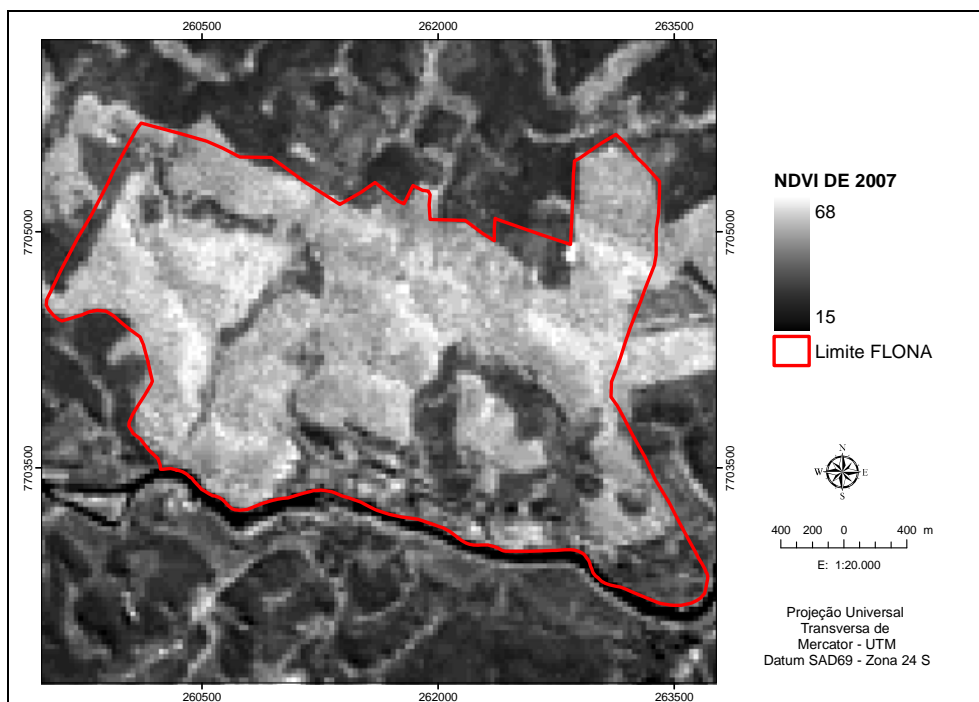 260500 262000 263500
7705000 7705000
7703500 7703500
260500 262000 263500
NDVI DE 2007
68
15
Limite FLONA
N
W E
S
400 200 0 400 m
E: 1:20.000
Projeção Universal
Transversa de
Mercator - UTM
Datum SAD69 - Zona 24 S